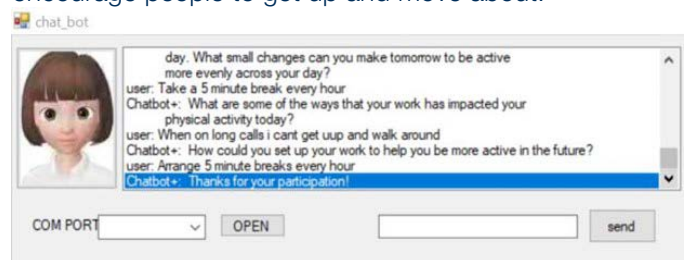 encourage people to get up and move about.
chat_bot
day. What small changes can you make tomorrow to be active
more evenly across your day?
user: Take a 5 minute break every hour
Chatbot+: What are some of the ways that your work has impacted your
physical activity today?
user: When on long calls i cant get uup and walk around
Chatbot+: How could you set up your work to help you be more active in the future?
user: Arrange 5 minute breaks every hour
Chatbot+: Thanks for your participation!
COM PORT OPEN send